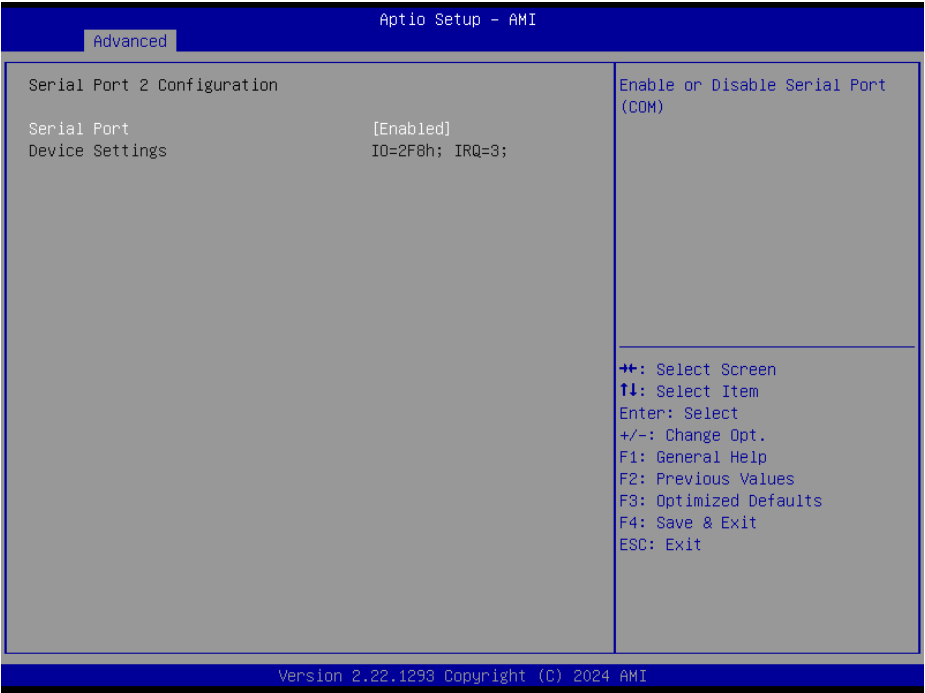 Aptio Setup – AMI
Advanced
Serial Port 2 Configuration
Serial Port [Enabled]
Device Settings IO=2F8h; IRQ=3;
Enable or Disable Serial Port
(COM)
→←: Select Screen
↑↓: Select Item
Enter: Select
+/-: Change Opt.
F1: General Help
F2: Previous Values
F3: Optimized Defaults
F4: Save & Exit
ESC: Exit
Version 2.22.1293 Copyright (C) 2024 AMI